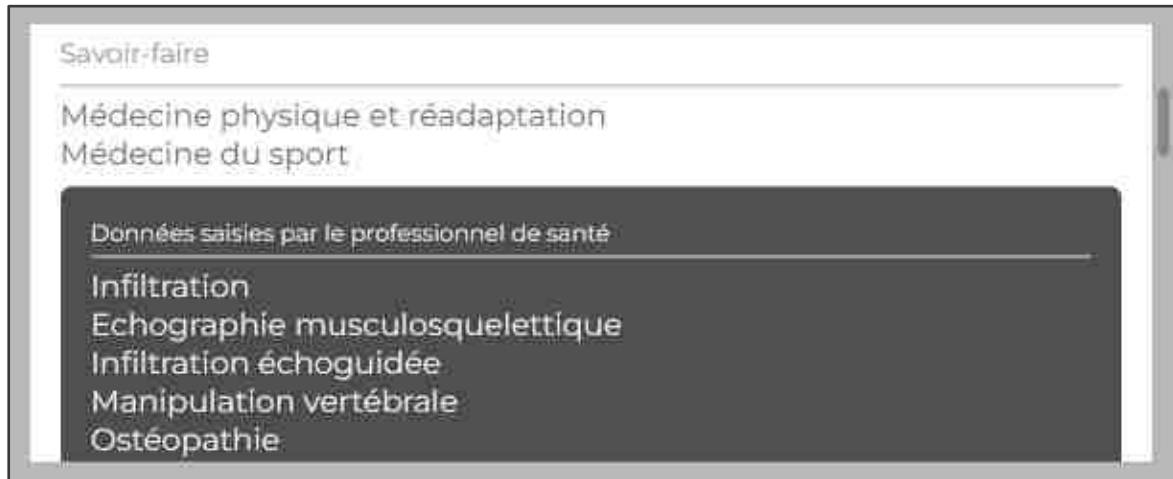 Savoir-faire
Médecine physique et réadaptation
Médecine du sport
Données saisies par le professionnel de santé
Infiltration
Echographie musculosquelettique
Infiltration échoguidée
Manipulation vertébrale
Ostéopathie